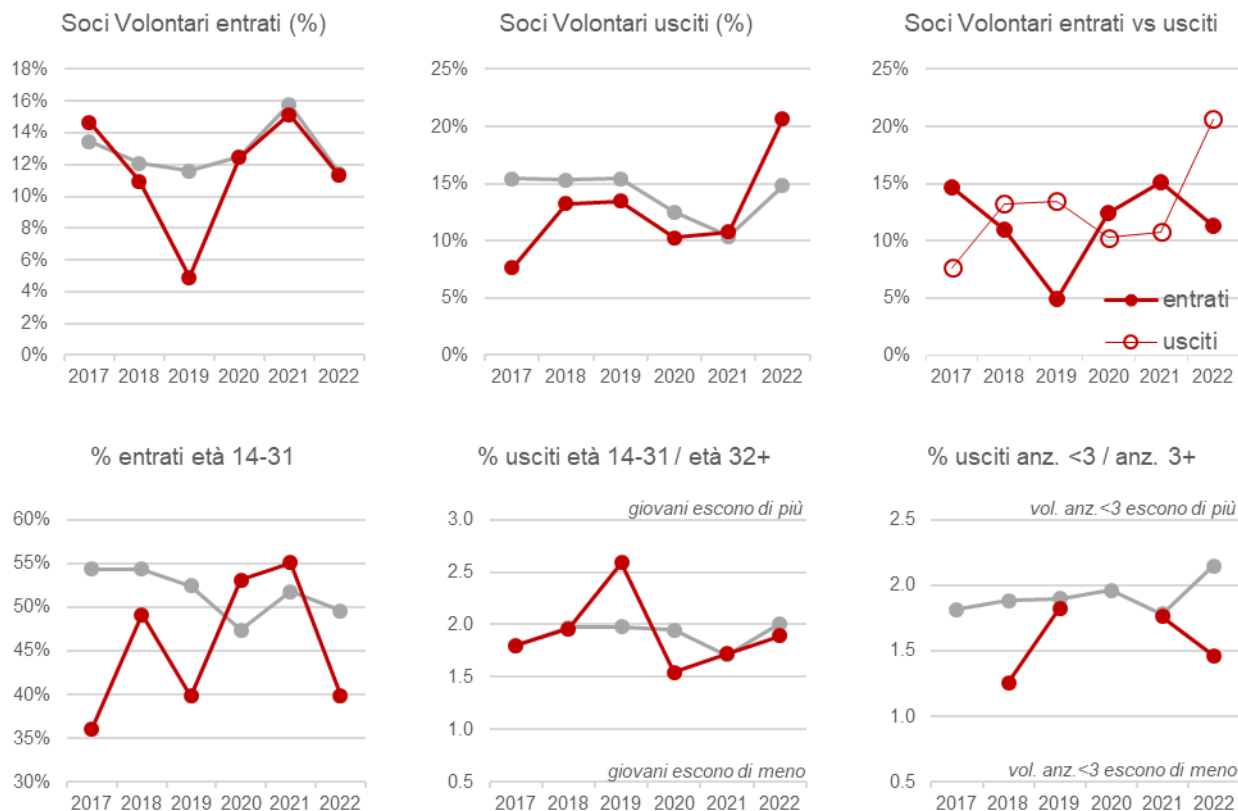 Soci Volontari entrati (%)
18%
16%
14%
12%
10%
8%
6%
4%
2%
0%
2017 2018 2019 2020 2021 2022
Soci Volontari usciti (%)
25%
20%
15%
10%
5%
0%
2017 2018 2019 2020 2021 2022
Soci Volontari entrati vs usciti
25%
20%
15%
10%
5%
0%
entrati
usciti
2017 2018 2019 2020 2021 2022
% entrati età 14-31
60%
55%
50%
45%
40%
35%
30%
2017 2018 2019 2020 2021 2022
% usciti età 14-31 / età 32+
3.0
2.5
2.0
1.5
1.0
0.5
giovani escono di più
giovani escono di meno
2017 2018 2019 2020 2021 2022
% usciti anz. <3 / anz. 3+
2.5
2.0
1.5
1.0
0.5
vol. anz.<3 escono di più
vol. anz.<3 escono di meno
2017 2018 2019 2020 2021 2022